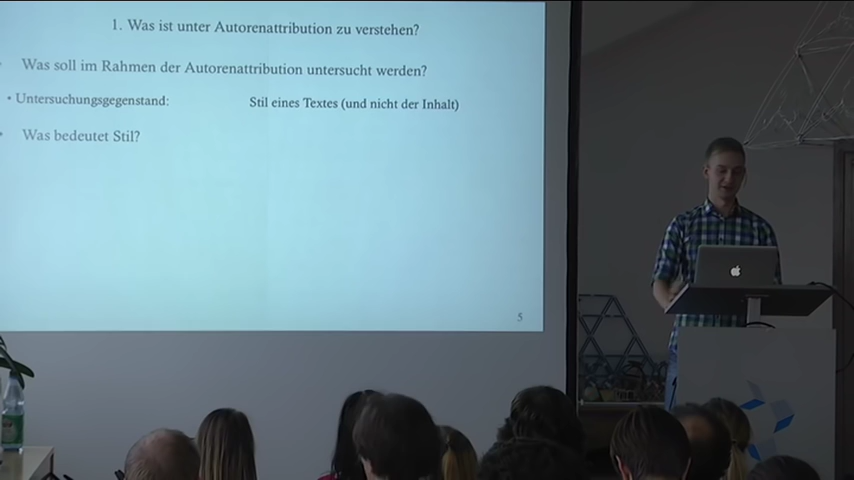 1. Was ist unter Autorenattribution zu verstehen?
Was soll im Rahmen der Autorenattribution untersucht werden?
• Untersuchungsgegenstand: Stil eines Textes (und nicht der Inhalt)
Was bedeutet Stil?
5